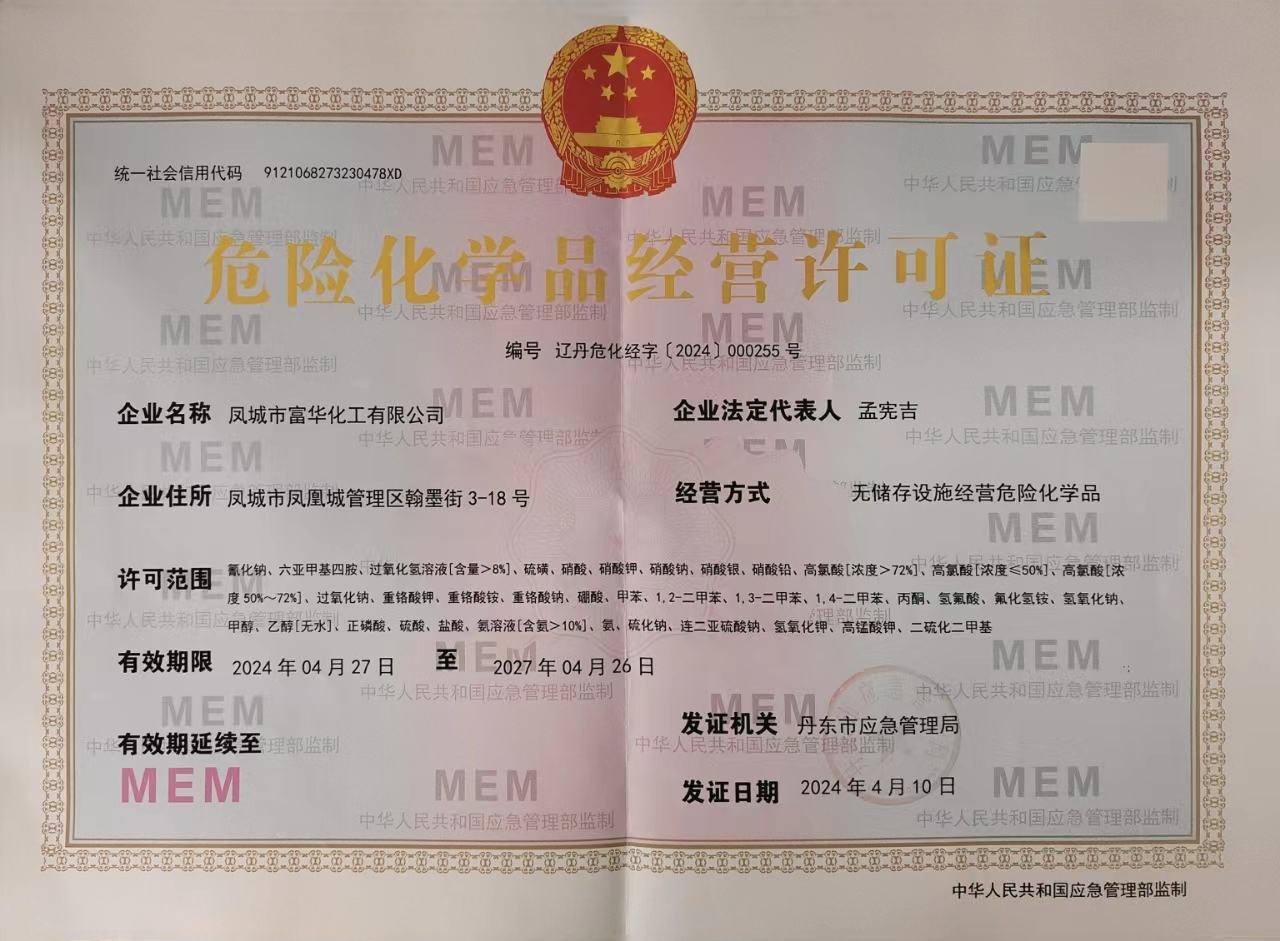 统一社会信用代码 9121068273230478XD
危险化学品经营许可证
编号 辽丹危化经字〔2024〕000255 号
企业名称 凤城市富华化工有限公司
企业法定代表人 孟宪吉
企业住所 凤城市凤凰城管理区翰墨街 3-18 号
经营方式 无储存设施经营危险化学品
许可范围 氰化钠、六亚甲基四胺、过氧化氢溶液[含量>8%]、硫磺、硝酸、硝酸钾、硝酸钠、硝酸银、硝酸铅、高氯酸[浓度>72%]、高氯酸[浓度≤50%]、高氯酸[浓
度 50%～72%]、过氧化钠、重铬酸钾、重铬酸铵、重铬酸钠、硼酸、甲苯、1,2-二甲苯、1,3-二甲苯、1,4-二甲苯、丙酮、氢氟酸、氟化氢铵、氢氧化钠、
甲醇、乙醇[无水]、正磷酸、硫酸、盐酸、氨溶液[含氨>10%]、氨、硫化钠、连二亚硫酸钠、氢氧化钾、高锰酸钾、二硫化二甲基
有效期限 2024 年 04 月 27 日 至 2027 年 04 月 26 日
发证机关 丹东市应急管理局
有效期延续至
MEM
发证日期 2024 年 4 月 10 日
中华人民共和国应急管理部监制